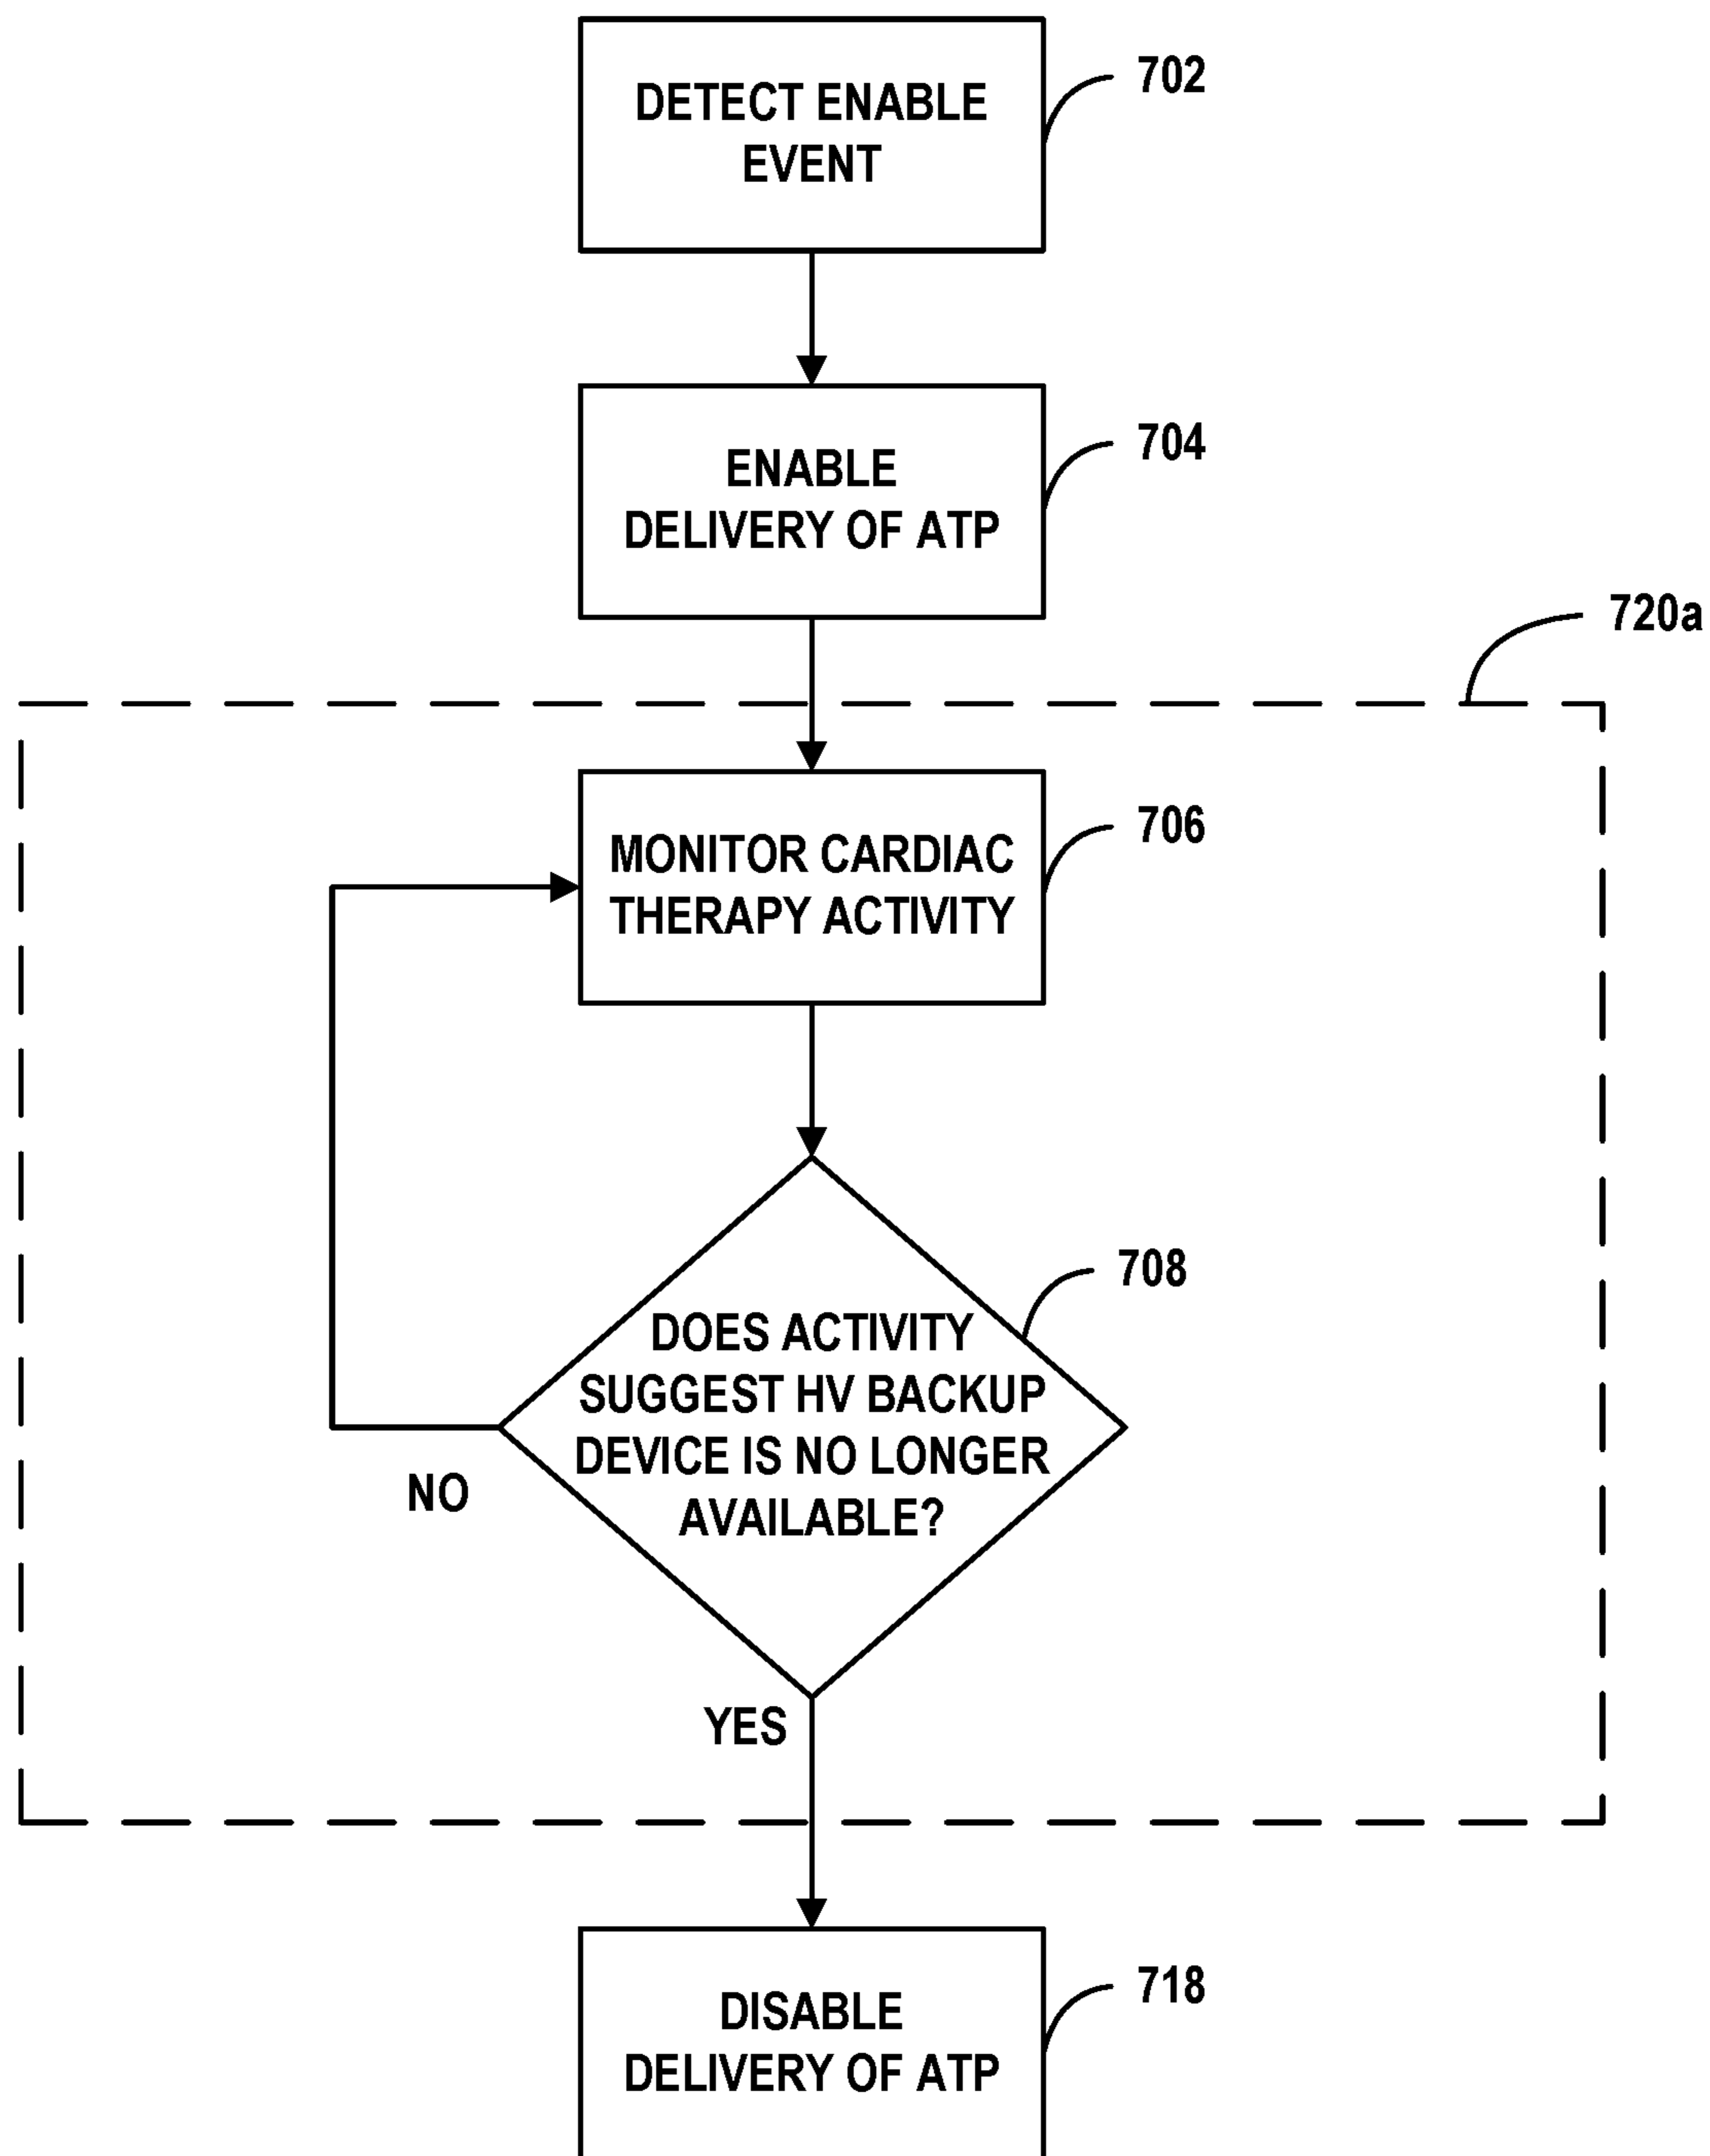 DETECT ENABLE
EVENT
702
ENABLE
DELIVERY OF ATP
704
720a
MONITOR CARDIAC
THERAPY ACTIVITY
706
DOES ACTIVITY
SUGGEST HV BACKUP
DEVICE IS NO LONGER
AVAILABLE?
708
NO
YES
DISABLE
DELIVERY OF ATP
718